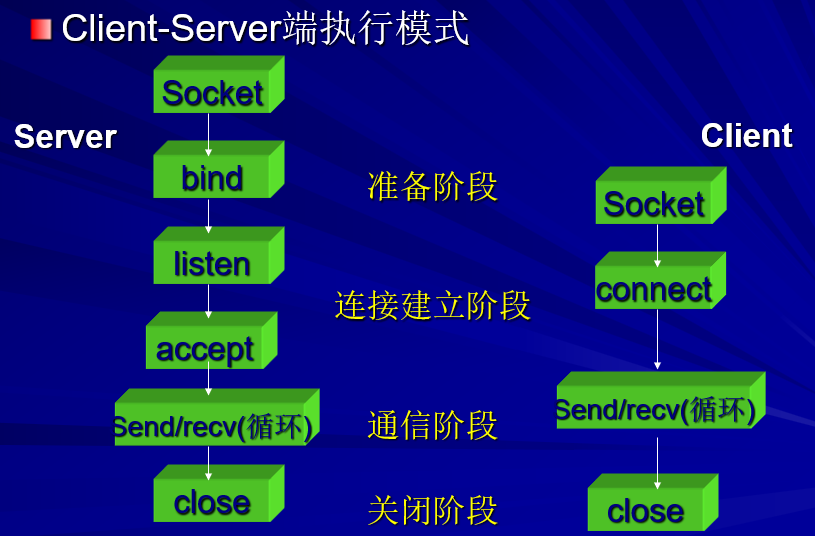 Client-Server端执行模式
Server
Socket
bind
listen
accept
Send/recv(循环)
close
准备阶段
连接建立阶段
通信阶段
关闭阶段
Client
Socket
connect
Send/recv(循环)
close